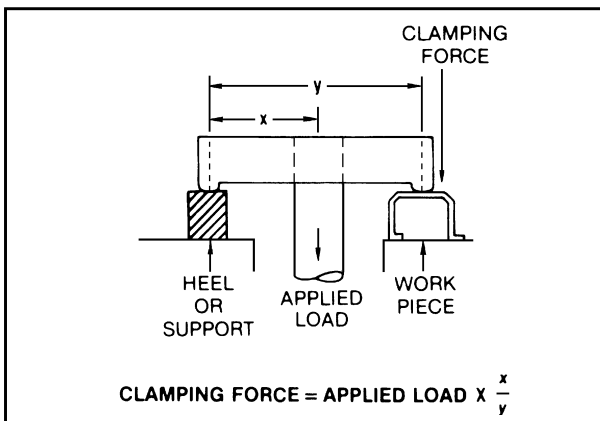 CLAMPING
FORCE
y
x
HEEL
OR
SUPPORT
APPLIED
LOAD
WORK
PIECE
CLAMPING FORCE = APPLIED LOAD X x/y